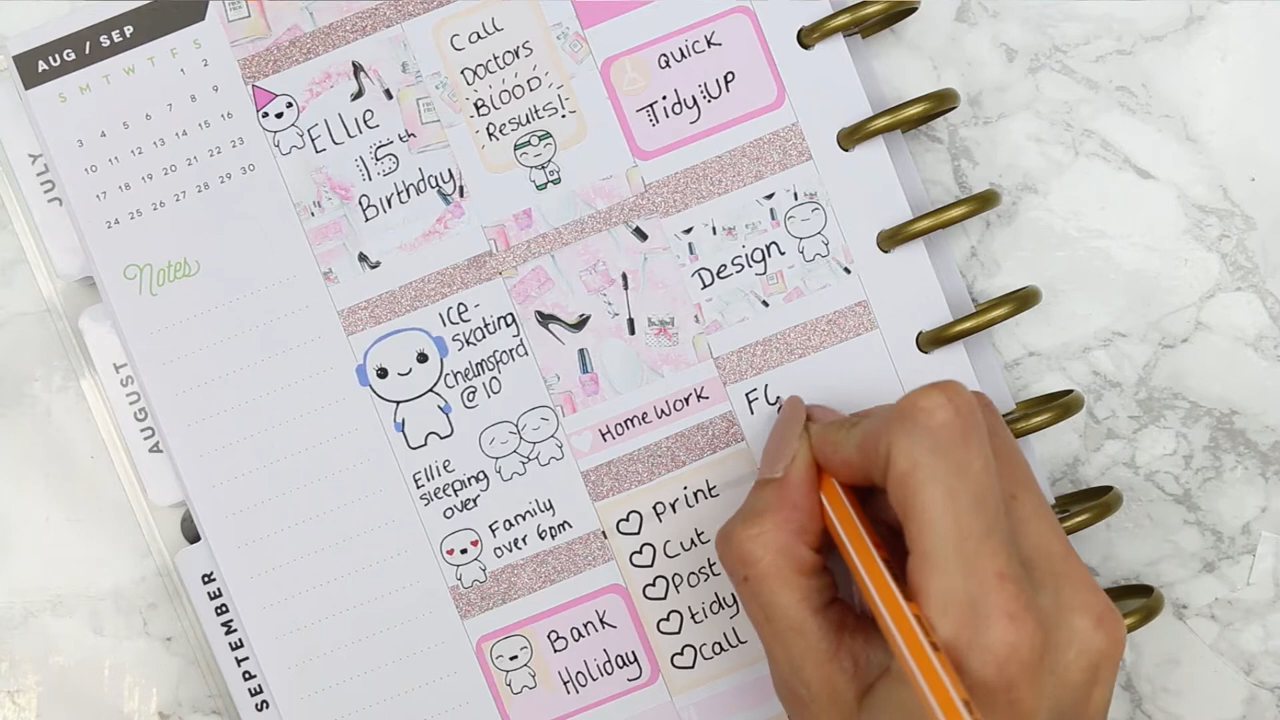 AUG / SEP
S M T W T F S
1 2
3 4 5 6 7 8 9
10 11 12 13 14 15 16
17 18 19 20 21 22 23
24 25 26 27 28 29 30
Notes
JULY
AUGUST
SEPTEMBER
ELLIE
15th
Birthday
Ice-
skating
chelmsford
@ 10
Ellie
sleeping
over
Family
over 6pm
Bank
Holiday
Call
Doctors
BLOOD
Results!
Home Work
Print
Cut
Post
tidy
call
quick
Tidy UP
Design